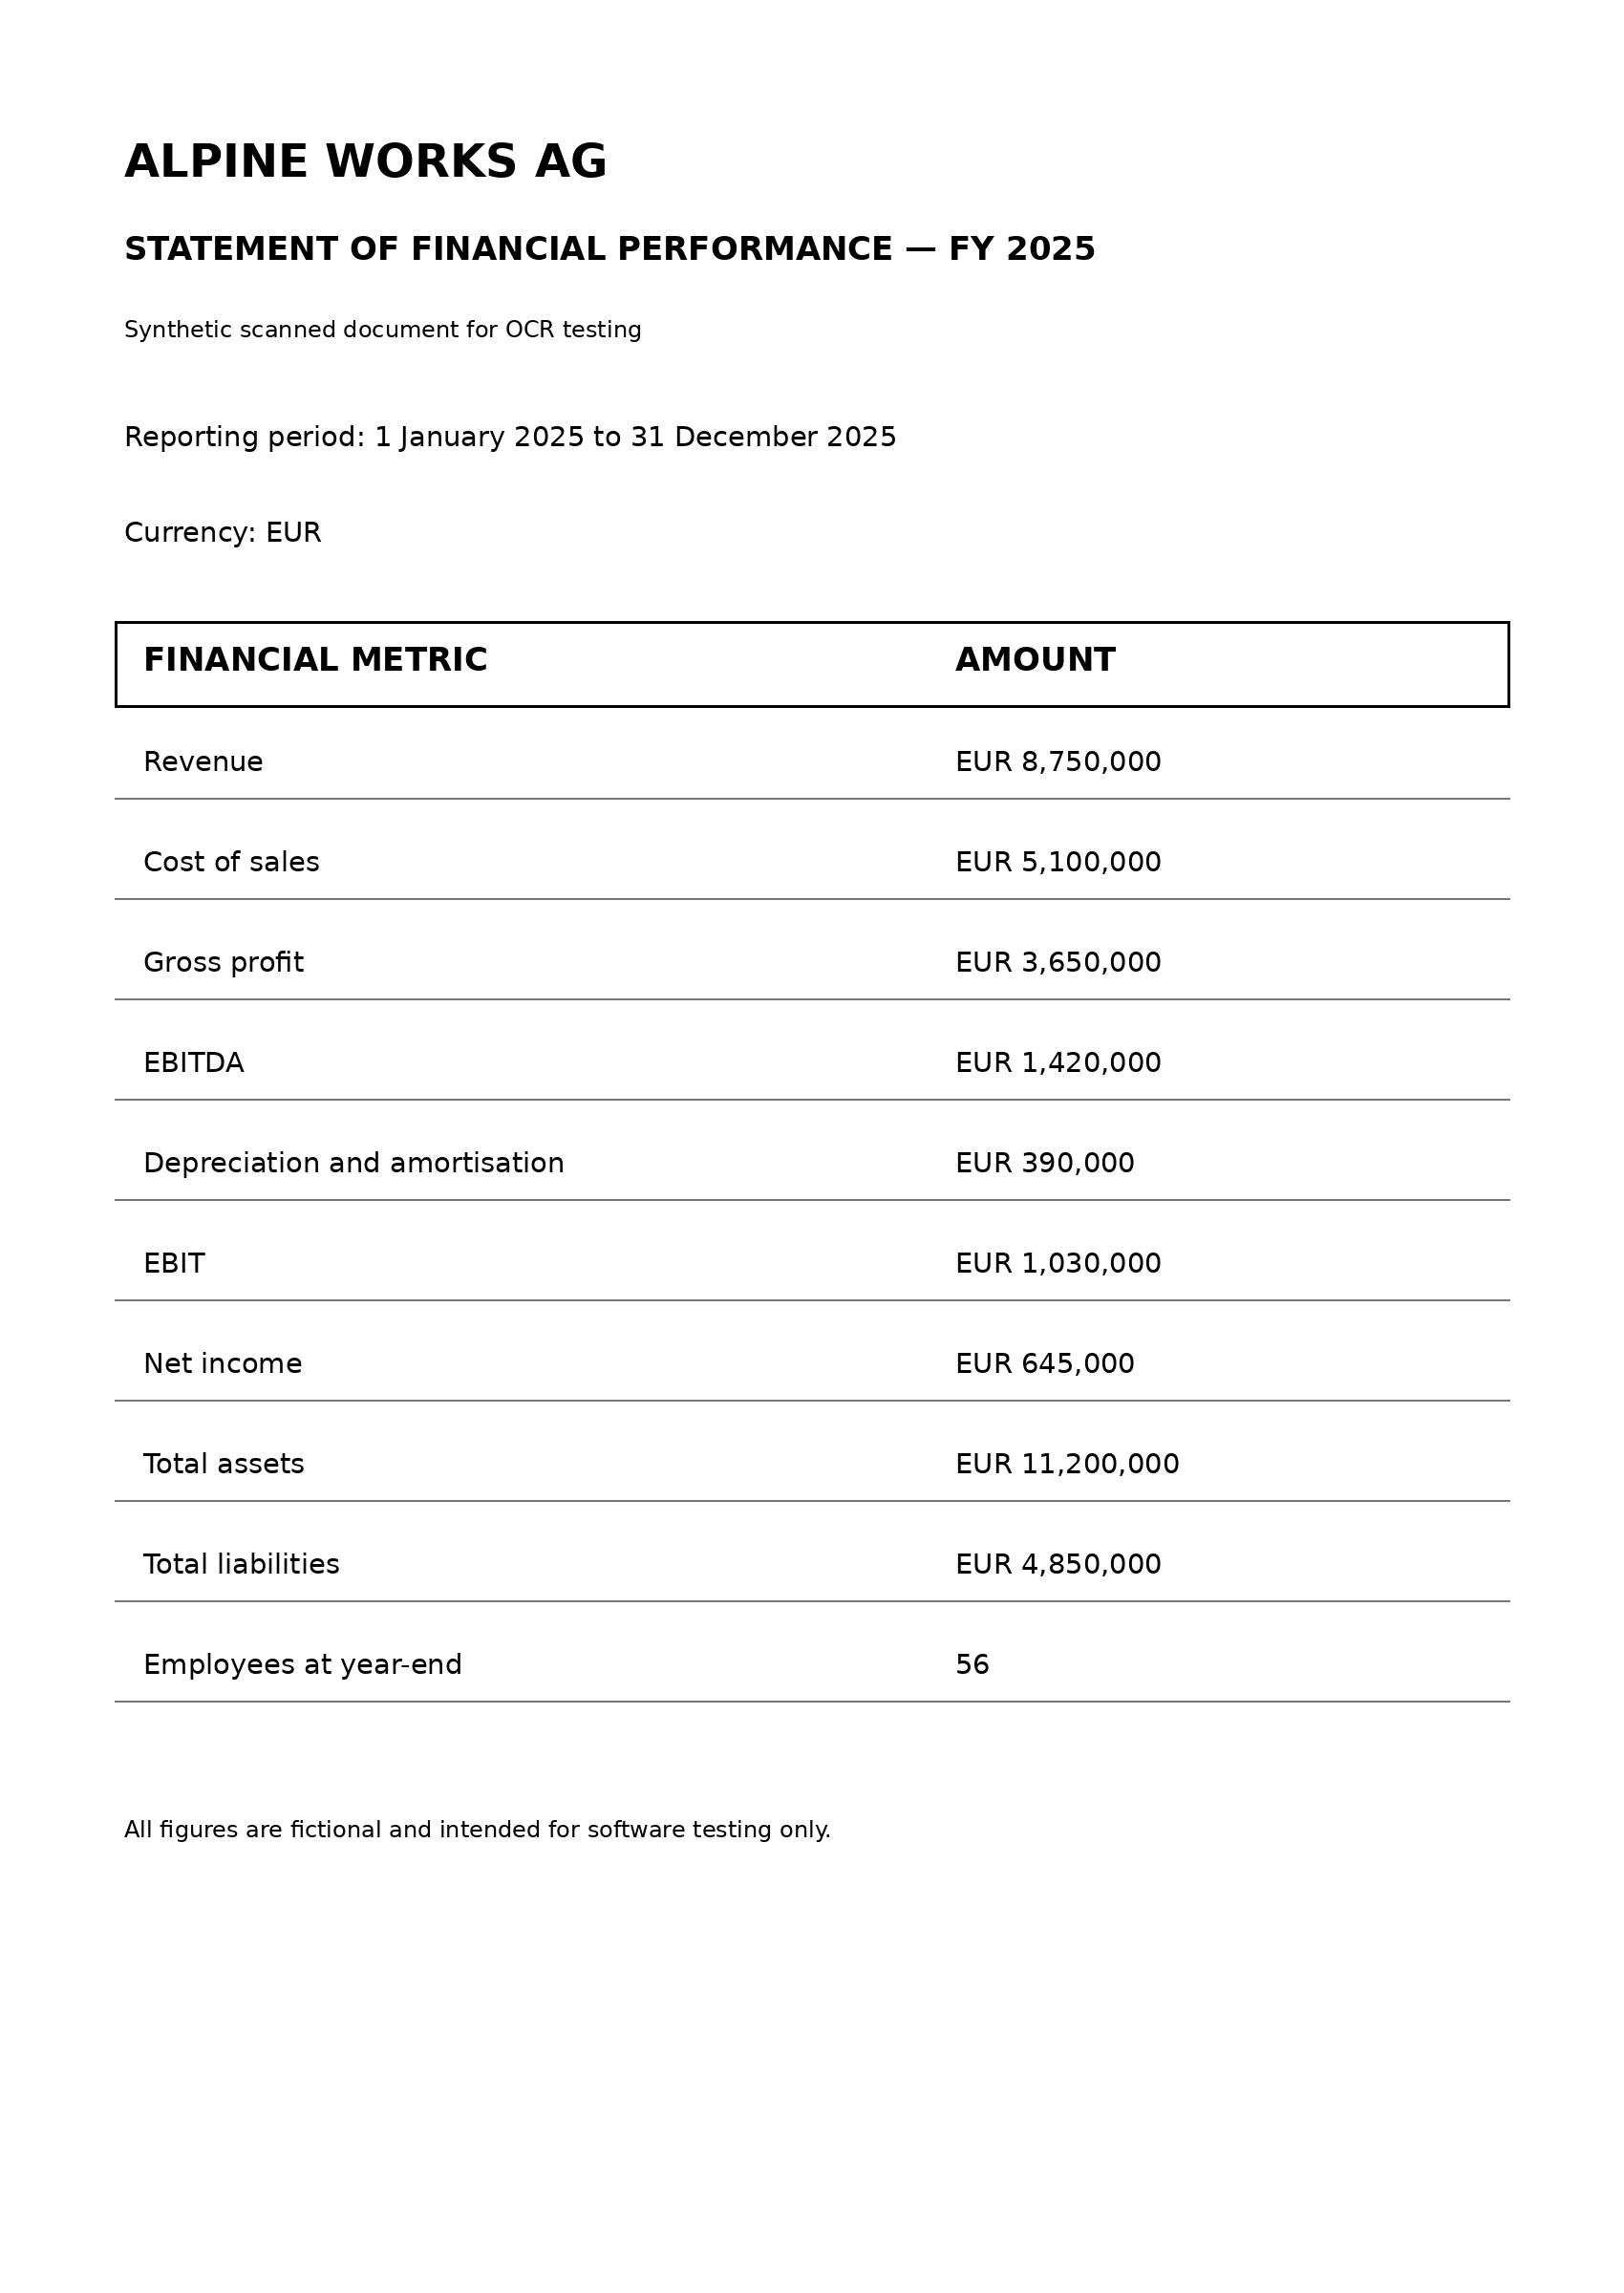 ALPINE WORKS AG
STATEMENT OF FINANCIAL PERFORMANCE — FY 2025
Synthetic scanned document for OCR testing
Reporting period: 1 January 2025 to 31 December 2025
Currency: EUR
FINANCIAL METRIC AMOUNT
Revenue EUR 8,750,000
Cost of sales EUR 5,100,000
Gross profit EUR 3,650,000
EBITDA EUR 1,420,000
Depreciation and amortisation EUR 390,000
EBIT EUR 1,030,000
Net income EUR 645,000
Total assets EUR 11,200,000
Total liabilities EUR 4,850,000
Employees at year-end 56
All figures are fictional and intended for software testing only.